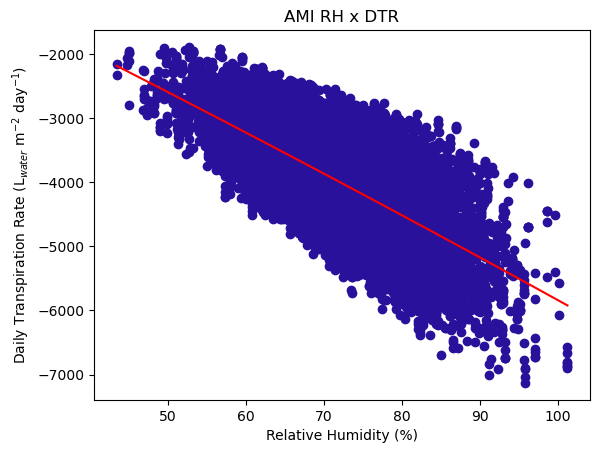 AMI RH x DTR
Daily Transpiration Rate (L$_{water}$ m$^{-2}$ day$^{-1}$)
−2000
−3000
−4000
−5000
−6000
−7000
50 60 70 80 90 100
Relative Humidity (%)